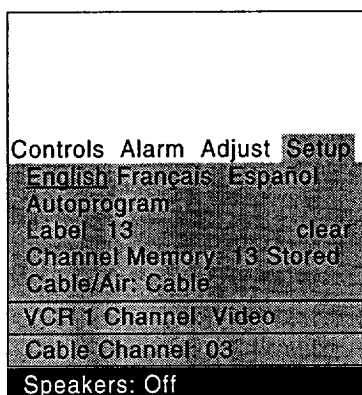 Controls Alarm Adjust Setup
English Français Español
Autoprogram
Label 13 clear
Channel Memory: 13 Stored
Cable/Air: Cable
VCR 1 Channel: Video
Cable Channel: 03
Speakers: Off